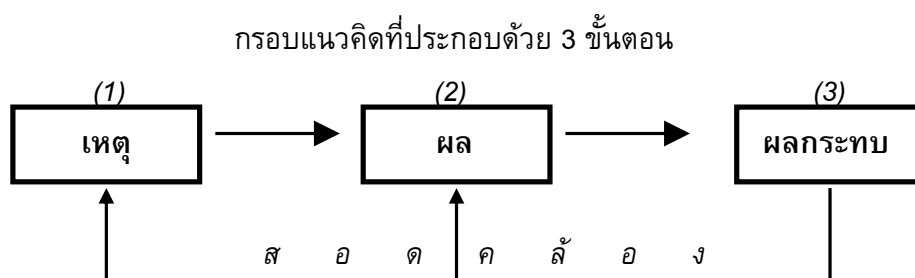 กรอบแนวคิดที่ประกอบด้วย 3 ขั้นตอน
(1) (2) (3)
เหตุ ผล ผลกระทบ
ส อ ด ค ล้ อ ง